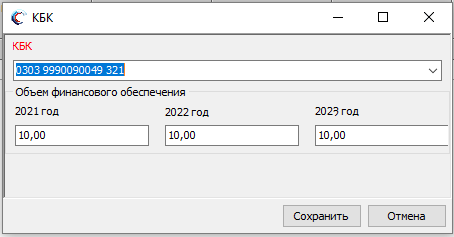 КБК
КБК
0303 9990090049 321
Объем финансового обеспечения
2021 год 2022 год 2023 год
10,00 10,00 10,00
Сохранить Отмена